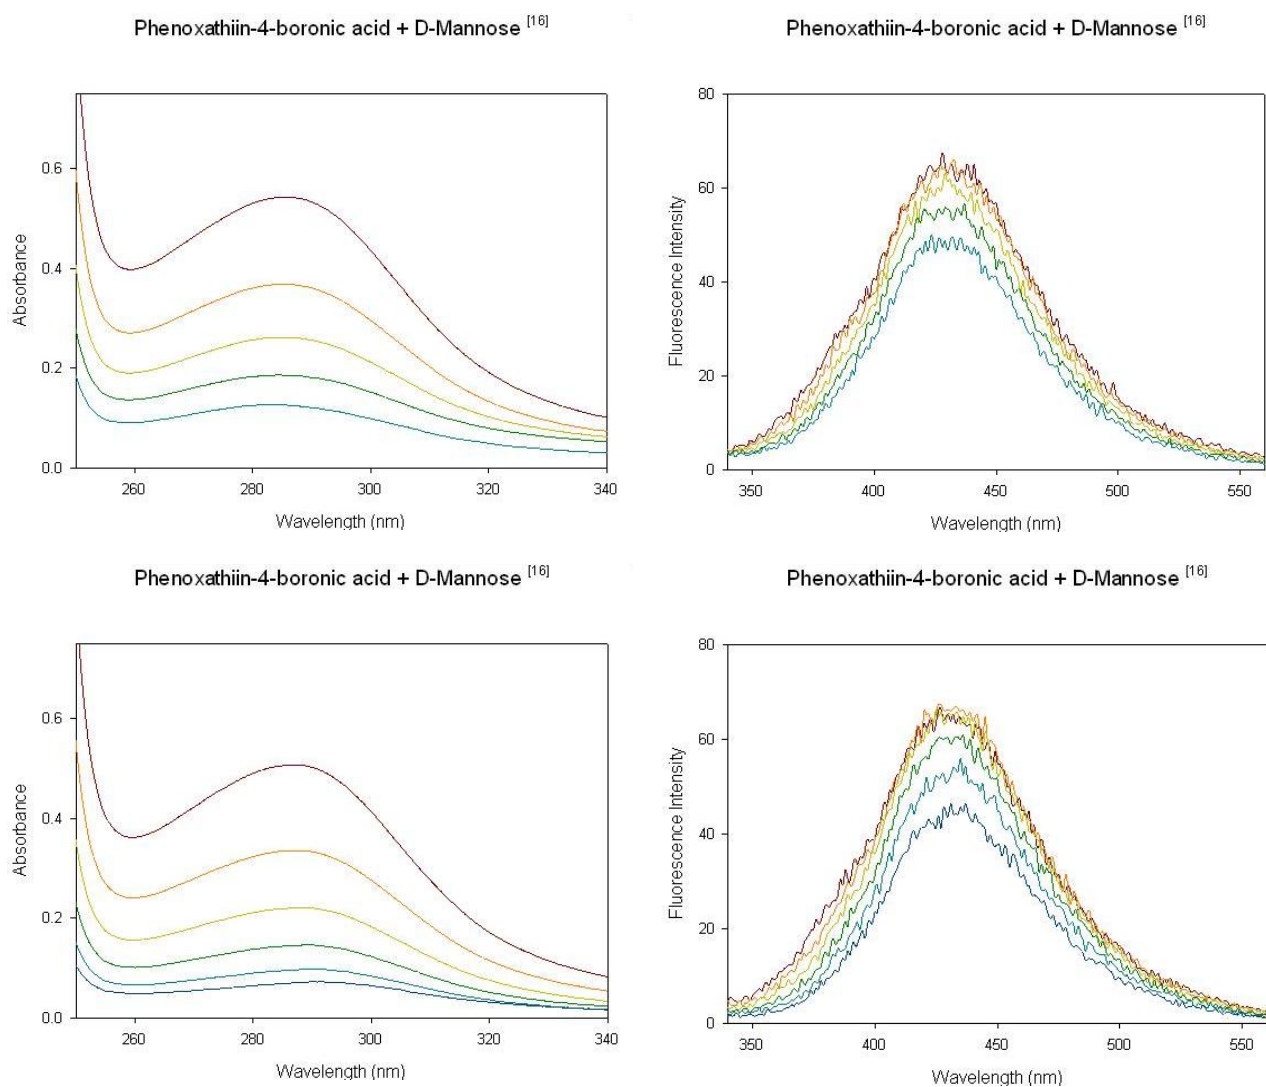 Phenoxathiin-4-boronic acid + D-Mannose [16]
Absorbance
0.6
0.4
0.2
0.0
260 280 300 320 340
Wavelength (nm)
Phenoxathiin-4-boronic acid + D-Mannose [16]
Fluorescence Intensity
80
60
40
20
0
350 400 450 500 550
Wavelength (nm)
Phenoxathiin-4-boronic acid + D-Mannose [16]
Absorbance
0.6
0.4
0.2
0.0
260 280 300 320 340
Wavelength (nm)
Phenoxathiin-4-boronic acid + D-Mannose [16]
Fluorescence Intensity
80
60
40
20
0
350 400 450 500 550
Wavelength (nm)